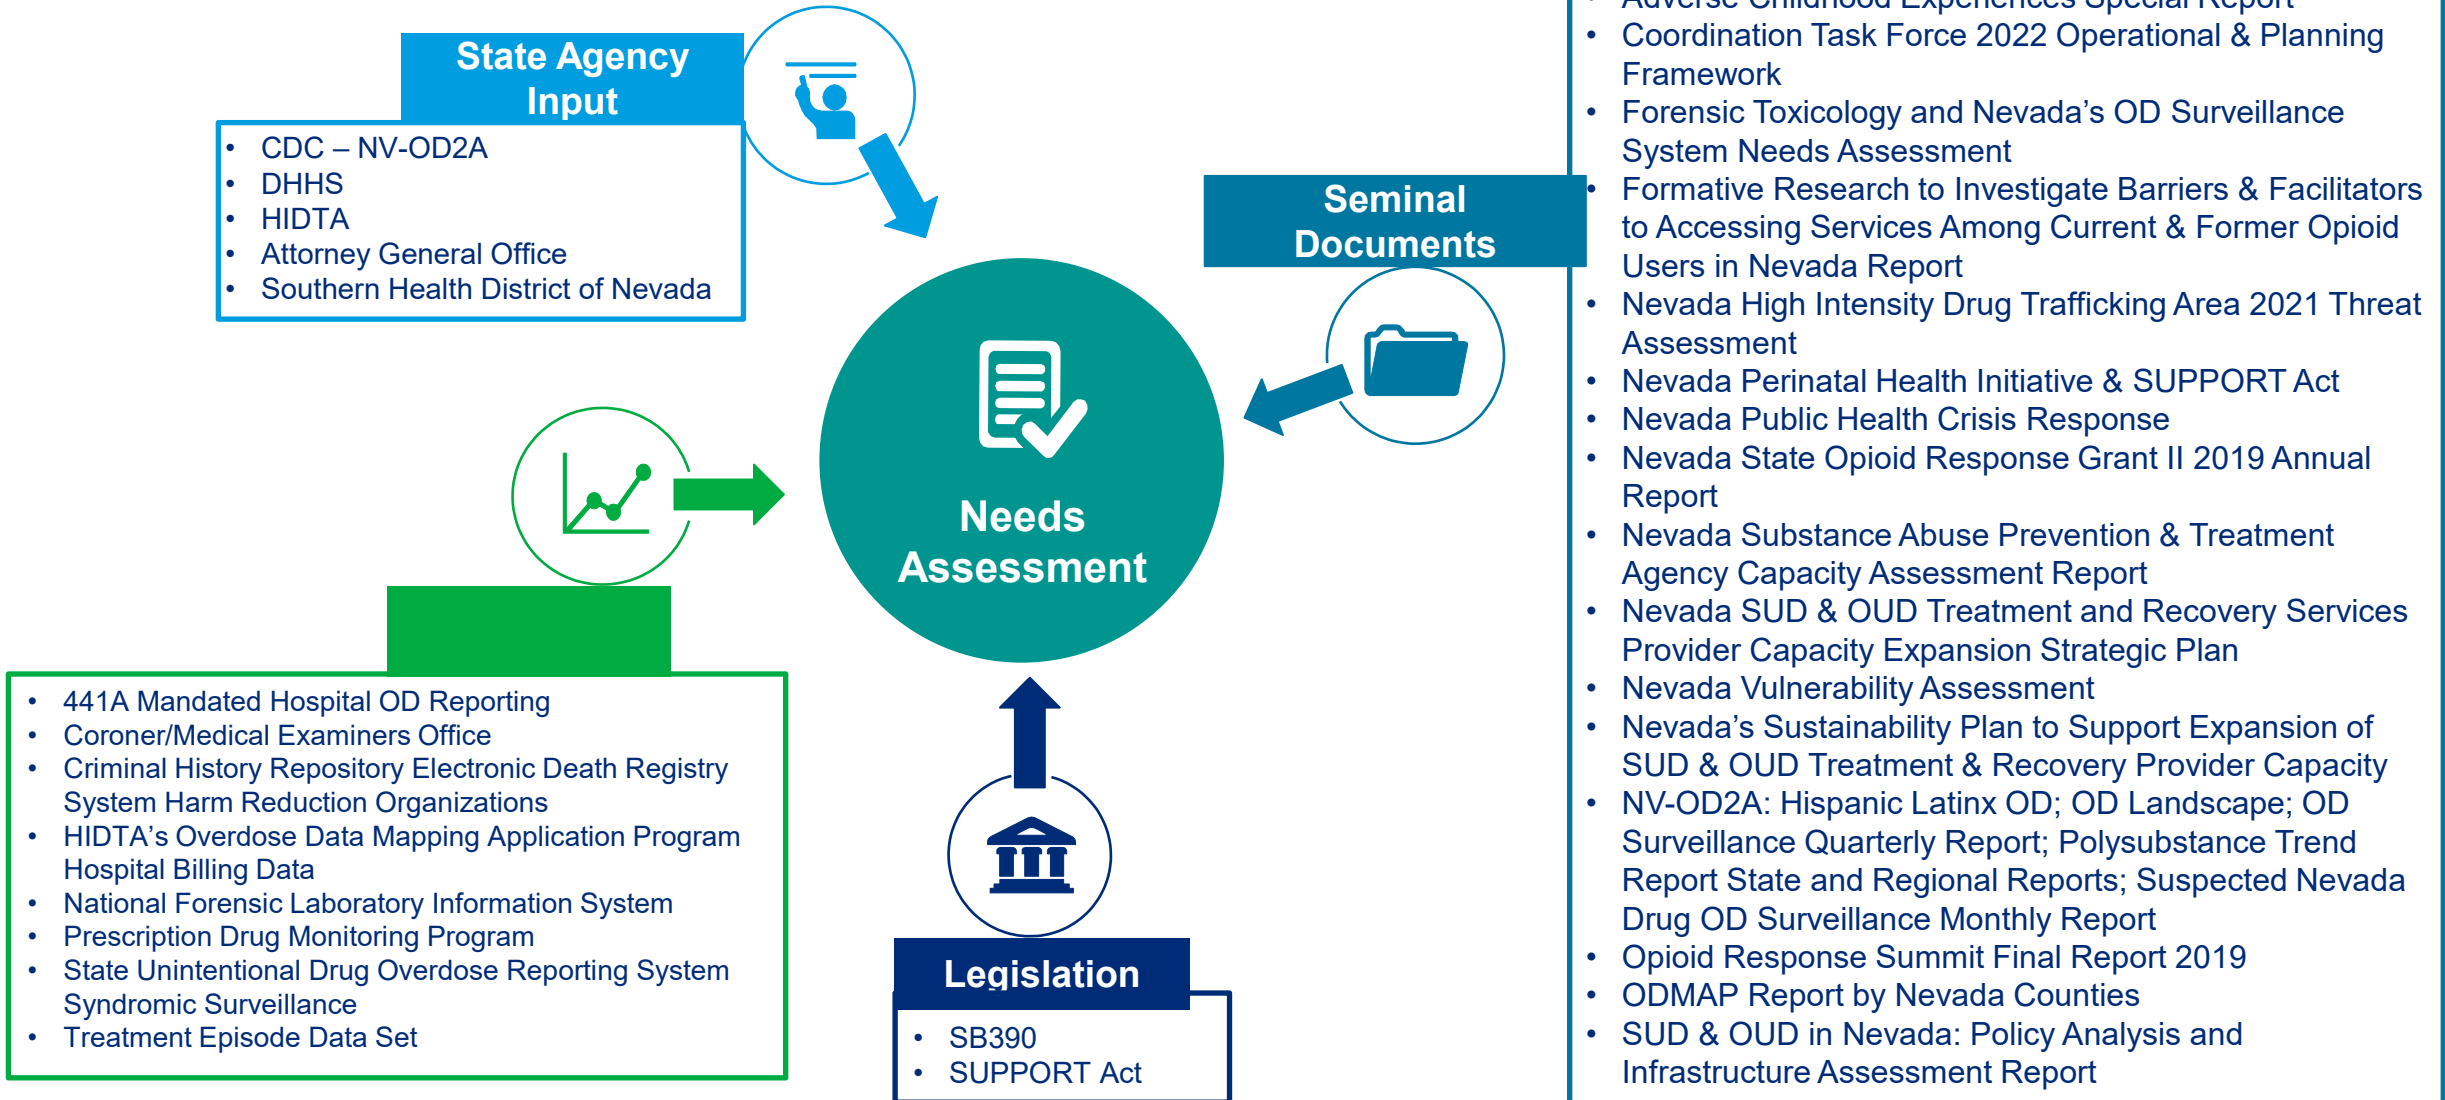 State Agency
Input
• CDC – NV-OD2A
• DHHS
• HIDTA
• Attorney General Office
• Southern Health District of Nevada
Seminal
Documents
• Adverse Childhood Experiences Special Report
• Coordination Task Force 2022 Operational & Planning
Framework
• Forensic Toxicology and Nevada’s OD Surveillance
System Needs Assessment
• Formative Research to Investigate Barriers & Facilitators
to Accessing Services Among Current & Former Opioid
Users in Nevada Report
• Nevada High Intensity Drug Trafficking Area 2021 Threat
Assessment
• Nevada Perinatal Health Initiative & SUPPORT Act
• Nevada Public Health Crisis Response
• Nevada State Opioid Response Grant II 2019 Annual
Report
• Nevada Substance Abuse Prevention & Treatment
Agency Capacity Assessment Report
• Nevada SUD & OUD Treatment and Recovery Services
Provider Capacity Expansion Strategic Plan
• Nevada Vulnerability Assessment
• Nevada’s Sustainability Plan to Support Expansion of
SUD & OUD Treatment & Recovery Provider Capacity
• NV-OD2A: Hispanic Latinx OD; OD Landscape; OD
Surveillance Quarterly Report; Polysubstance Trend
Report State and Regional Reports; Suspected Nevada
Drug OD Surveillance Monthly Report
• Opioid Response Summit Final Report 2019
• ODMAP Report by Nevada Counties
• SUD & OUD in Nevada: Policy Analysis and
Infrastructure Assessment Report
Needs
Assessment
• 441A Mandated Hospital OD Reporting
• Coroner/Medical Examiners Office
• Criminal History Repository Electronic Death Registry
System Harm Reduction Organizations
• HIDTA’s Overdose Data Mapping Application Program
Hospital Billing Data
• National Forensic Laboratory Information System
• Prescription Drug Monitoring Program
• State Unintentional Drug Overdose Reporting System
Syndromic Surveillance
• Treatment Episode Data Set
Legislation
• SB390
• SUPPORT Act